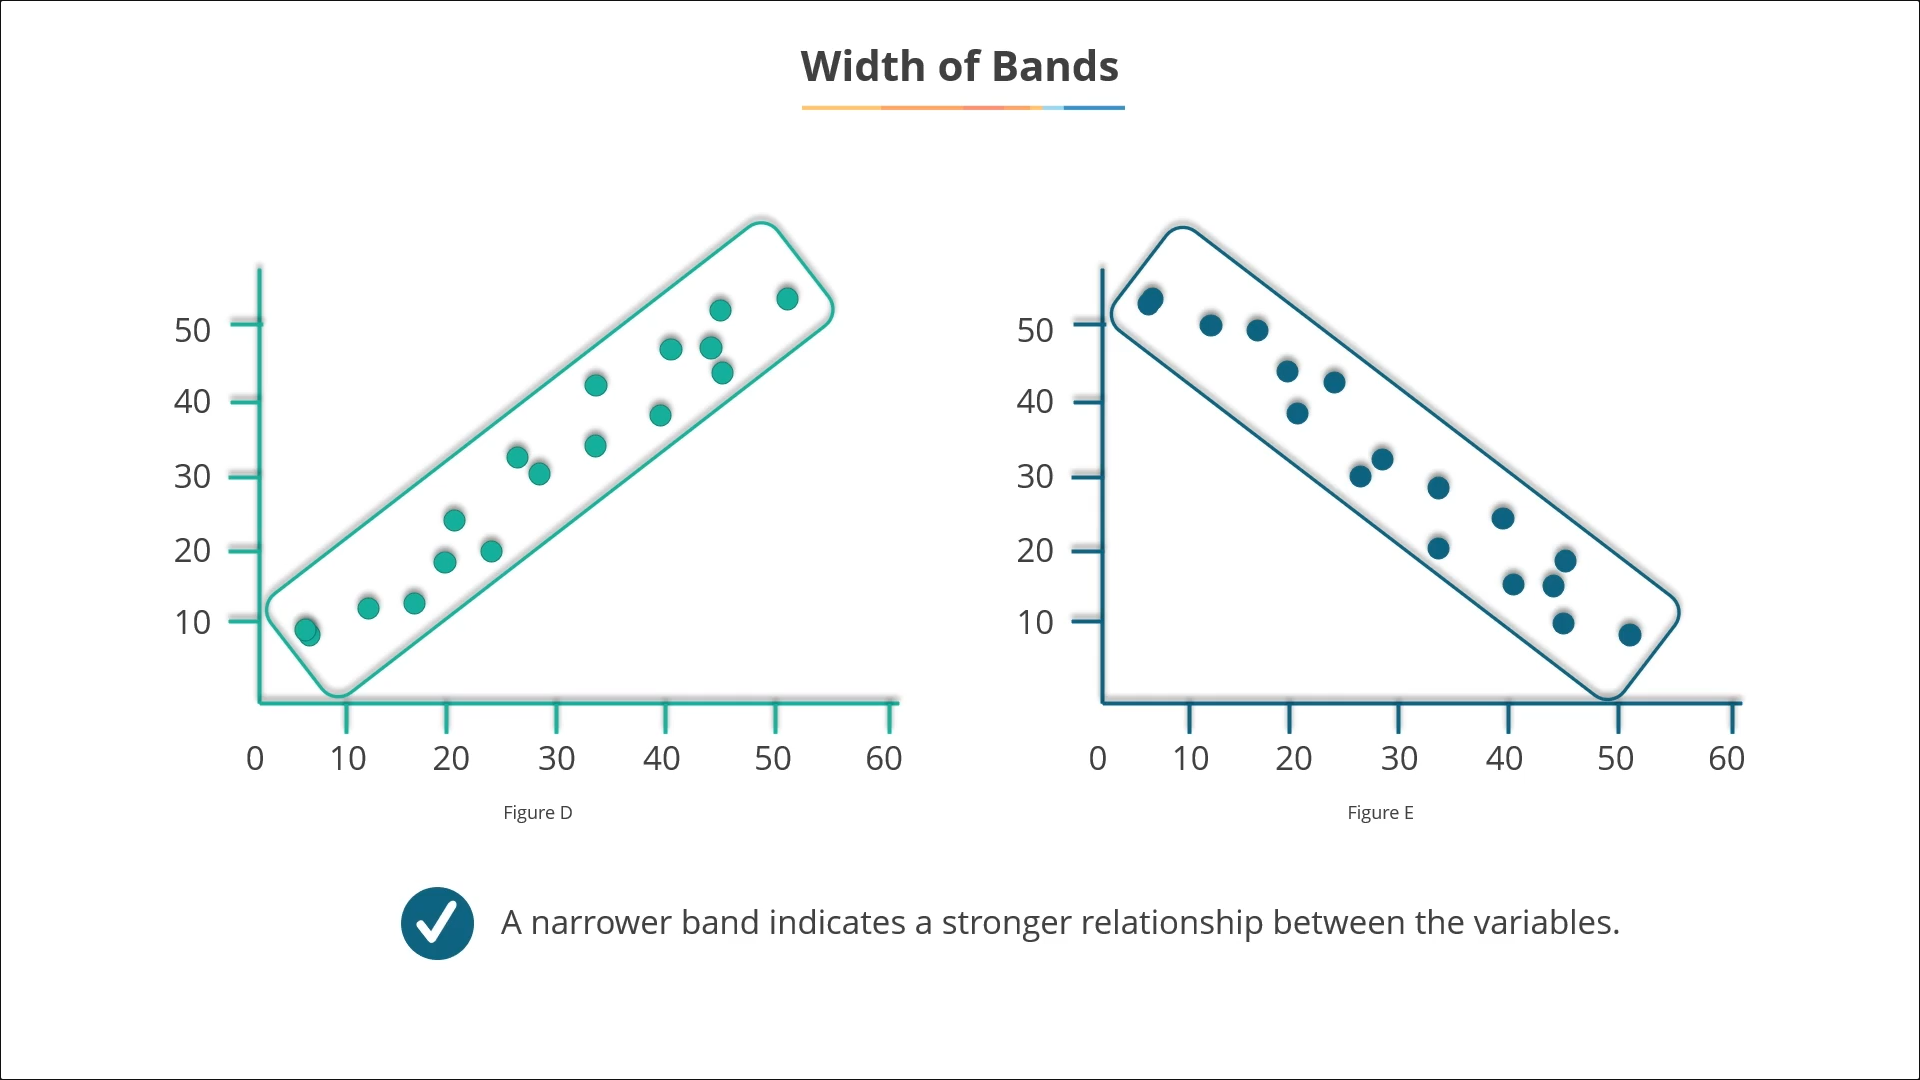 Width of Bands
50
40
30
20
10
0 10 20 30 40 50 60
Figure D
50
40
30
20
10
0 10 20 30 40 50 60
Figure E
A narrower band indicates a stronger relationship between the variables.